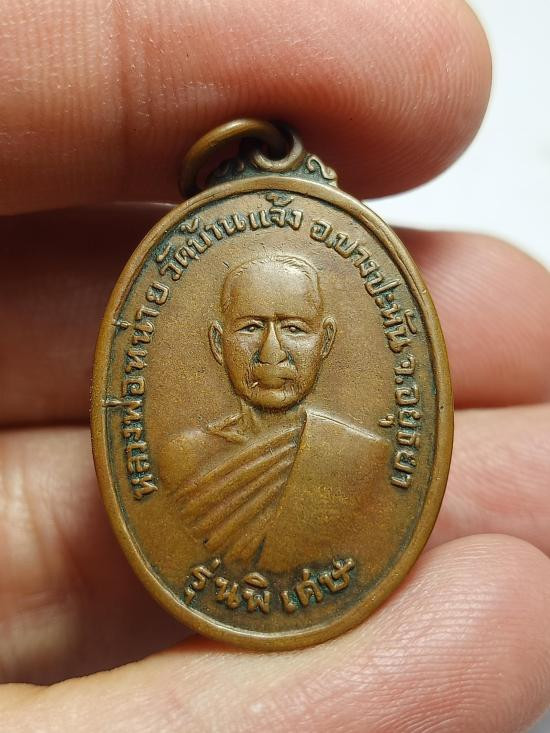 หลวงพ่อหน่าย วัดบ้านแจ้ง อ.บางปะหัน จ.อยุธยา
รุ่นพิเศษ